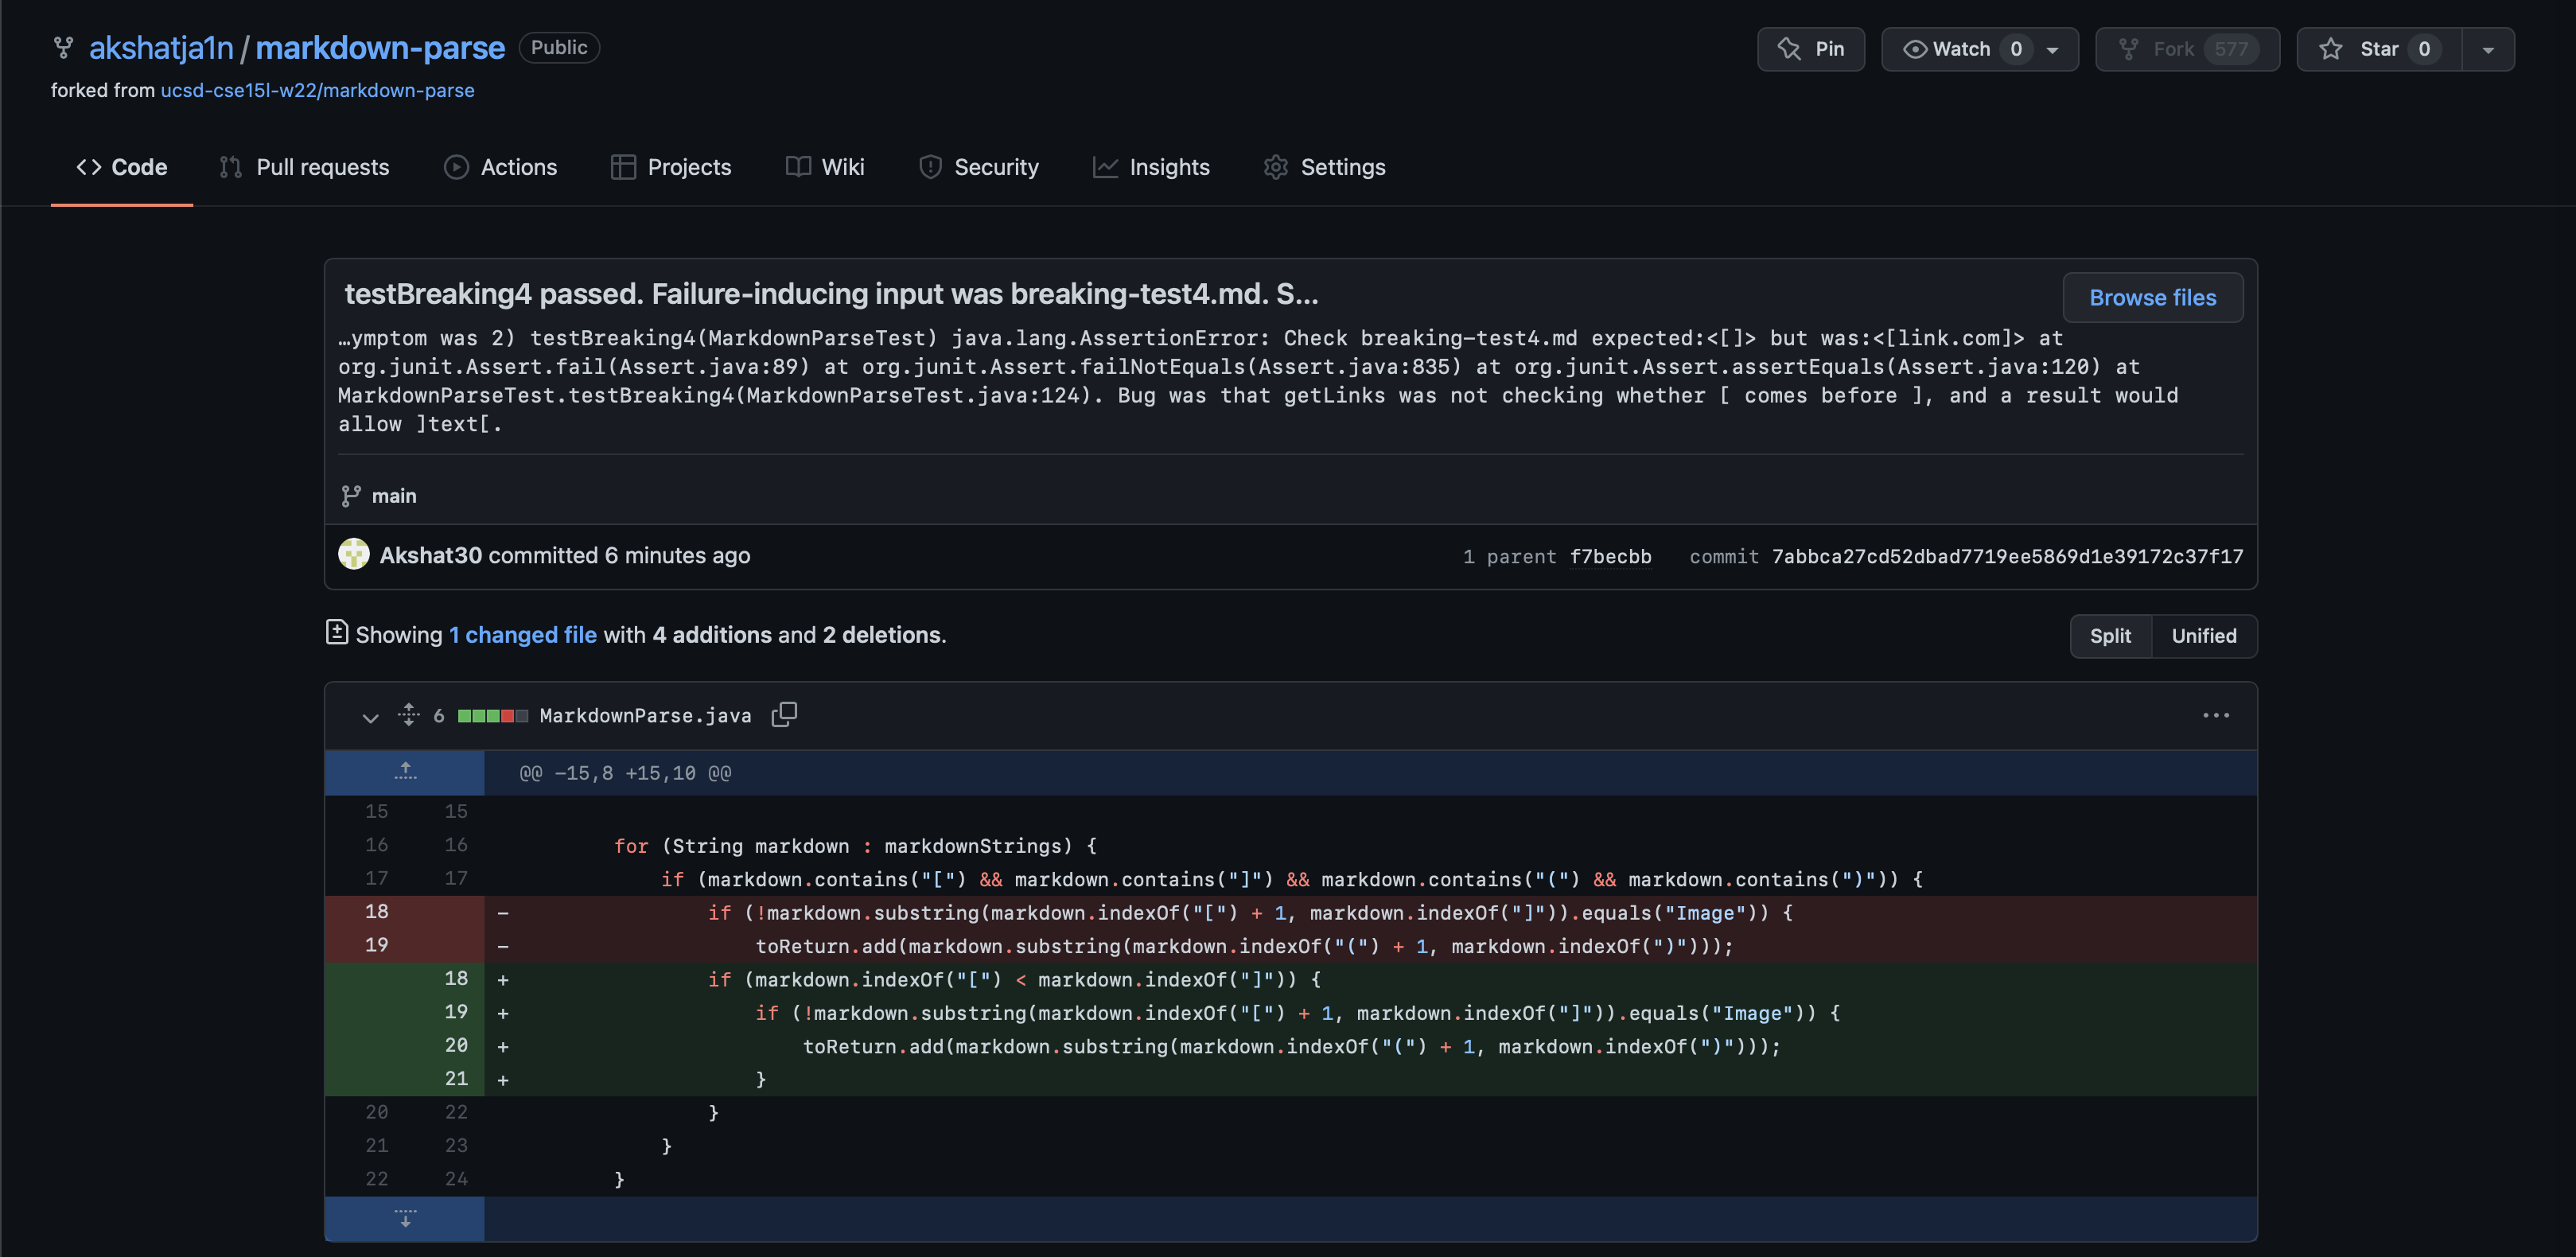 akshatja1n / markdown-parse Public
Pin
Watch 0
Fork 577
Star 0
forked from ucsd-cse15l-w22/markdown-parse
<> Code
Pull requests
Actions
Projects
Wiki
Security
Insights
Settings
testBreaking4 passed. Failure-inducing input was breaking-test4.md. S...
Browse files
…ymptom was 2) testBreaking4(MarkdownParseTest) java.lang.AssertionError: Check breaking-test4.md expected:<[]> but was:<[link.com]> at
org.junit.Assert.fail(Assert.java:89) at org.junit.Assert.failNotEquals(Assert.java:835) at org.junit.Assert.assertEquals(Assert.java:120) at
MarkdownParseTest.testBreaking4(MarkdownParseTest.java:124). Bug was that getLinks was not checking whether [ comes before ], and a result would
allow ]text[.
main
Akshat30 committed 6 minutes ago
1 parent f7becbb commit 7abbca27cd52dbad7719ee5869d1e39172c37f17
Showing 1 changed file with 4 additions and 2 deletions.
Split Unified
6 MarkdownParse.java
@@ -15,8 +15,10 @@
15 15
16 16 for (String markdown : markdownStrings) {
17 17 if (markdown.contains("[") && markdown.contains("]") && markdown.contains("(") && markdown.contains(")")) {
18 - if (!markdown.substring(markdown.indexOf("[") + 1, markdown.indexOf("]")).equals("Image")) {
19 - toReturn.add(markdown.substring(markdown.indexOf("(") + 1, markdown.indexOf(")")));
18 + if (markdown.indexOf("[") < markdown.indexOf("]")) {
19 + if (!markdown.substring(markdown.indexOf("[") + 1, markdown.indexOf("]")).equals("Image")) {
20 + toReturn.add(markdown.substring(markdown.indexOf("(") + 1, markdown.indexOf(")")));
21 + }
20 22 }
21 23 }
22 24 }